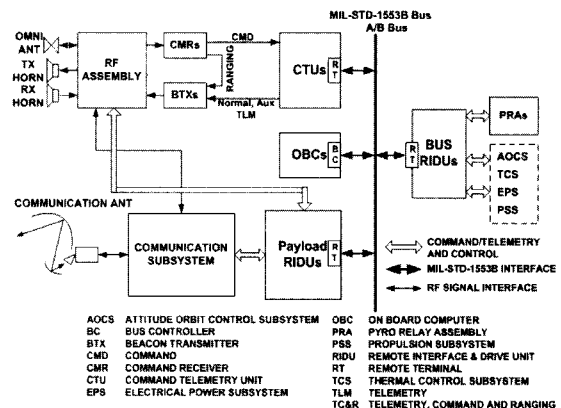 MIL-STD-1553B Bus
A/B Bus
OMNI
ANT
TX
HORN
RX
HORN
RF
ASSEMBLY
CMRs
CMD
RANGING
BTXs
Normal, Aux
TLM
CTUs
R
T
OBCs
B
C
R
T
BUS
RIDUs
PRAs
AOCS
TCS
EPS
PSS
COMMUNICATION ANT
COMMUNICATION
SUBSYSTEM
Payload
RIDUs
R
T
COMMAND/TELEMETRY
AND CONTROL
MIL-STD-1553B INTERFACE
RF SIGNAL INTERFACE
AOCS ATTITUDE ORBIT CONTROL SUBSYSTEM
BC BUS CONTROLLER
BTX BEACON TRANSMITTER
CMD COMMAND
CMR COMMAND RECEIVER
CTU COMMAND TELEMETRY UNIT
EPS ELECTRICAL POWER SUBSYSTEM
OBC ON BOARD COMPUTER
PRA PYRO RELAY ASSEMBLY
PSS PROPULSION SUBSYSTEM
RIDU REMOTE INTERFACE & DRIVE UNIT
RT REMOTE TERMINAL
TCS THERMAL CONTROL SUBSYSTEM
TLM TELEMETRY
TC&R TELEMETRY, COMMAND AND RANGING